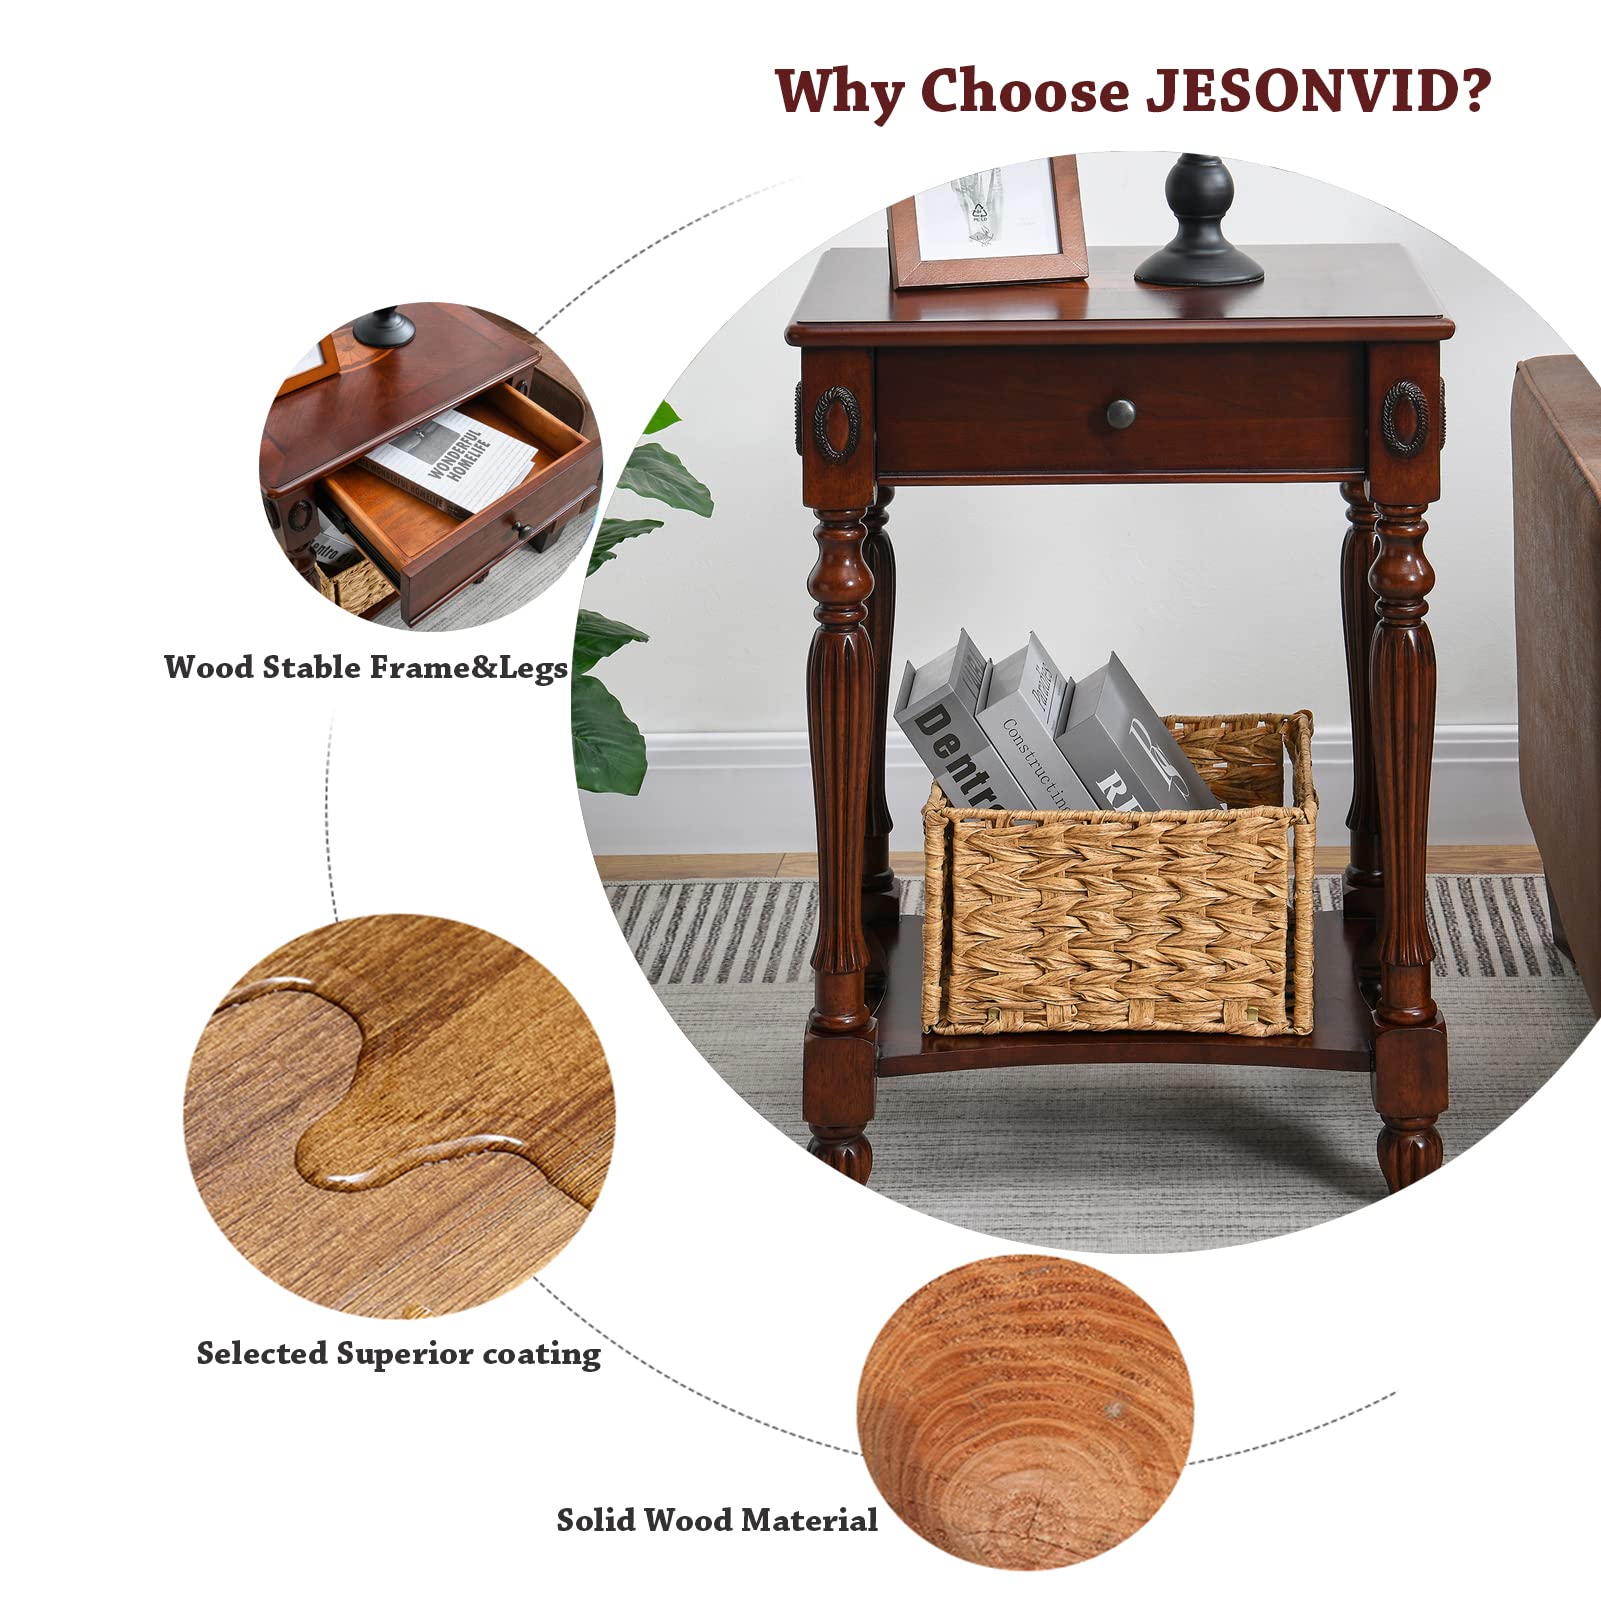 Why Choose JESONVID?
WONDERFUL
HOMELIFE
Wood Stable Frame&Legs
Dentro
Constructing
Selected Superior coating
Solid Wood Material